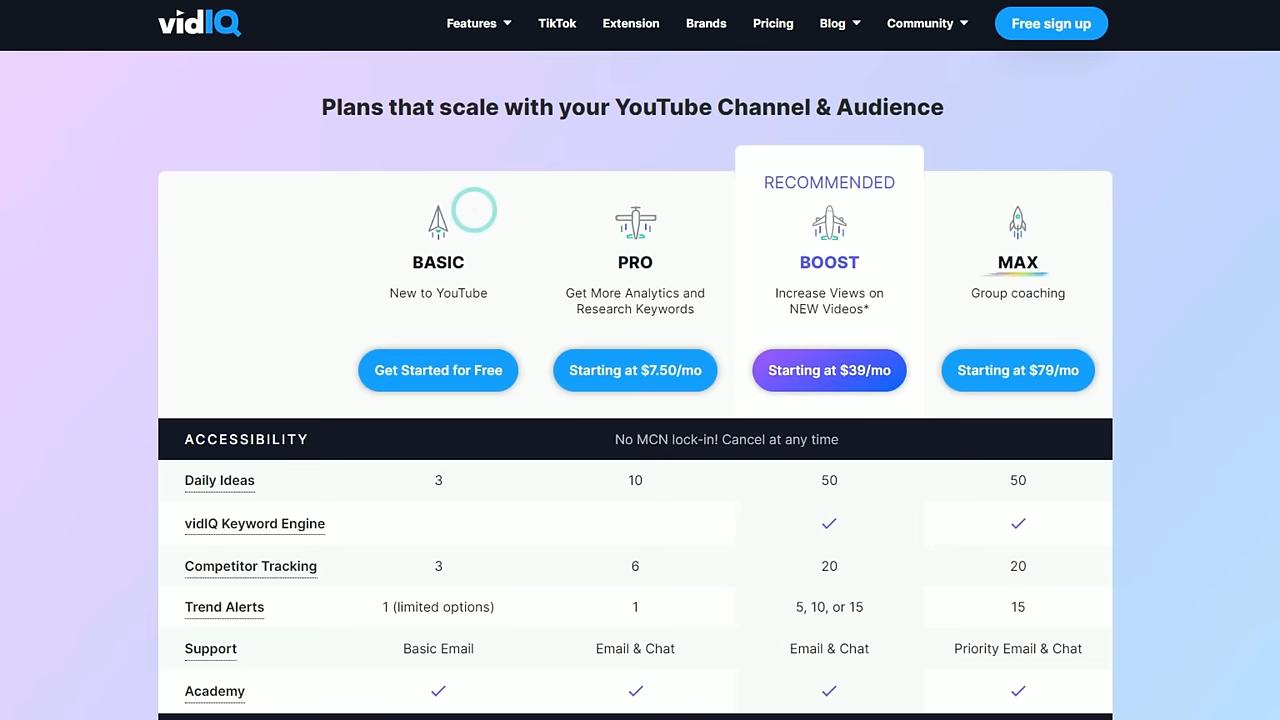 vidIQ
Features TikTok Extension Brands Pricing Blog Community Free sign up
Plans that scale with your YouTube Channel & Audience
RECOMMENDED
BASIC PRO BOOST MAX
New to YouTube Get More Analytics and Increase Views on Group coaching
Research Keywords NEW Videos*
Get Started for Free Starting at $7.50/mo Starting at $39/mo Starting at $79/mo
ACCESSIBILITY No MCN lock-in! Cancel at any time
Daily Ideas 3 10 50 50
vidIQ Keyword Engine
Competitor Tracking 3 6 20 20
Trend Alerts 1 (limited options) 1 5, 10, or 15 15
Support Basic Email Email & Chat Email & Chat Priority Email & Chat
Academy